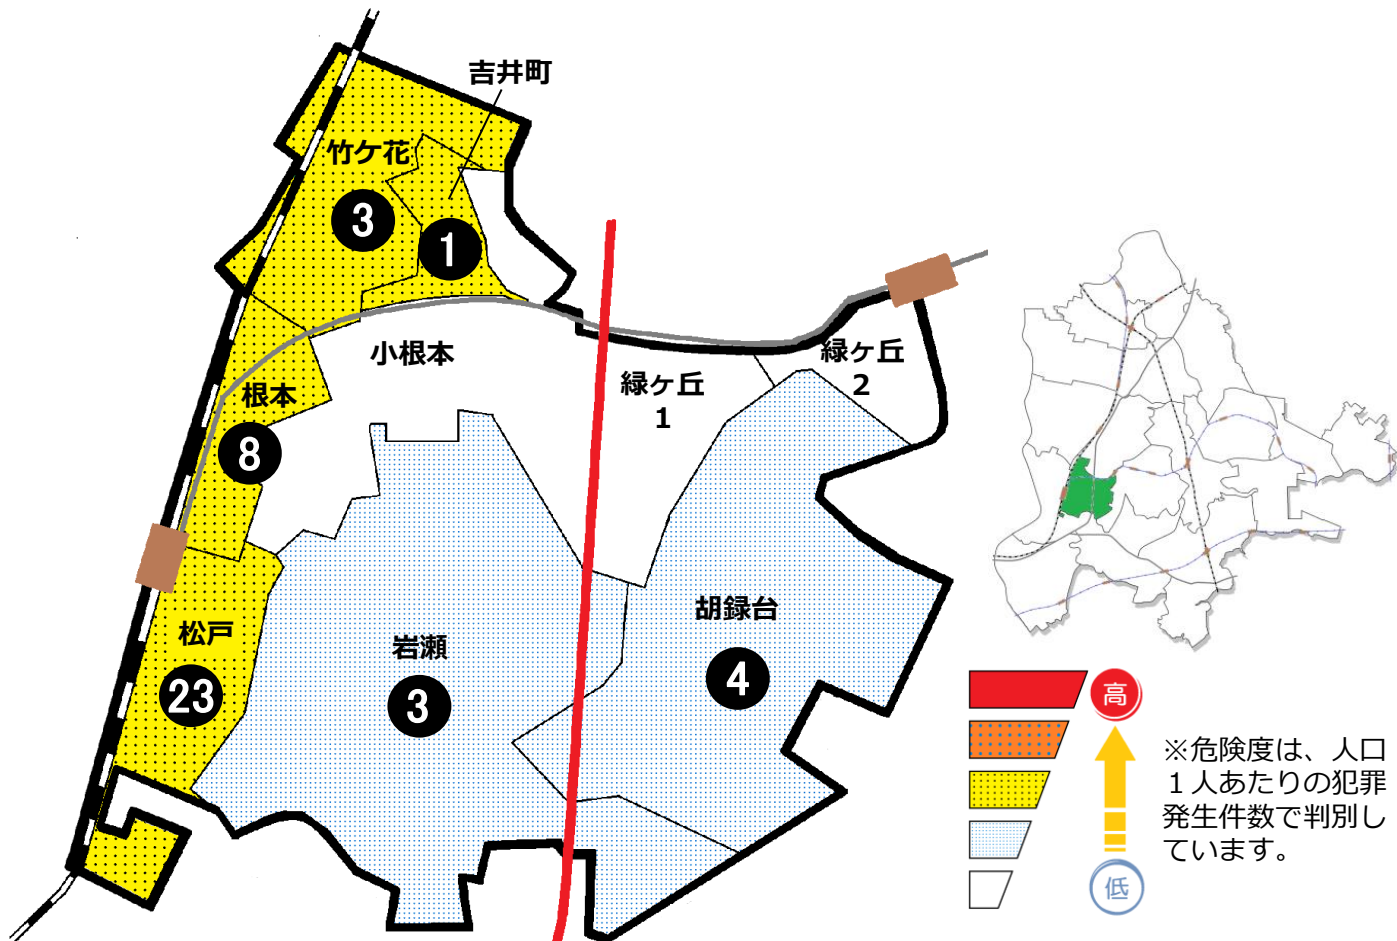 吉井町
竹ケ花
3
1
小根本
根本
8
緑ヶ丘
1
緑ヶ丘
2
松戸
23
岩瀬
3
胡録台
4
高
※危険度は、人口
１人あたりの犯罪
発生件数で判別し
ています。
低